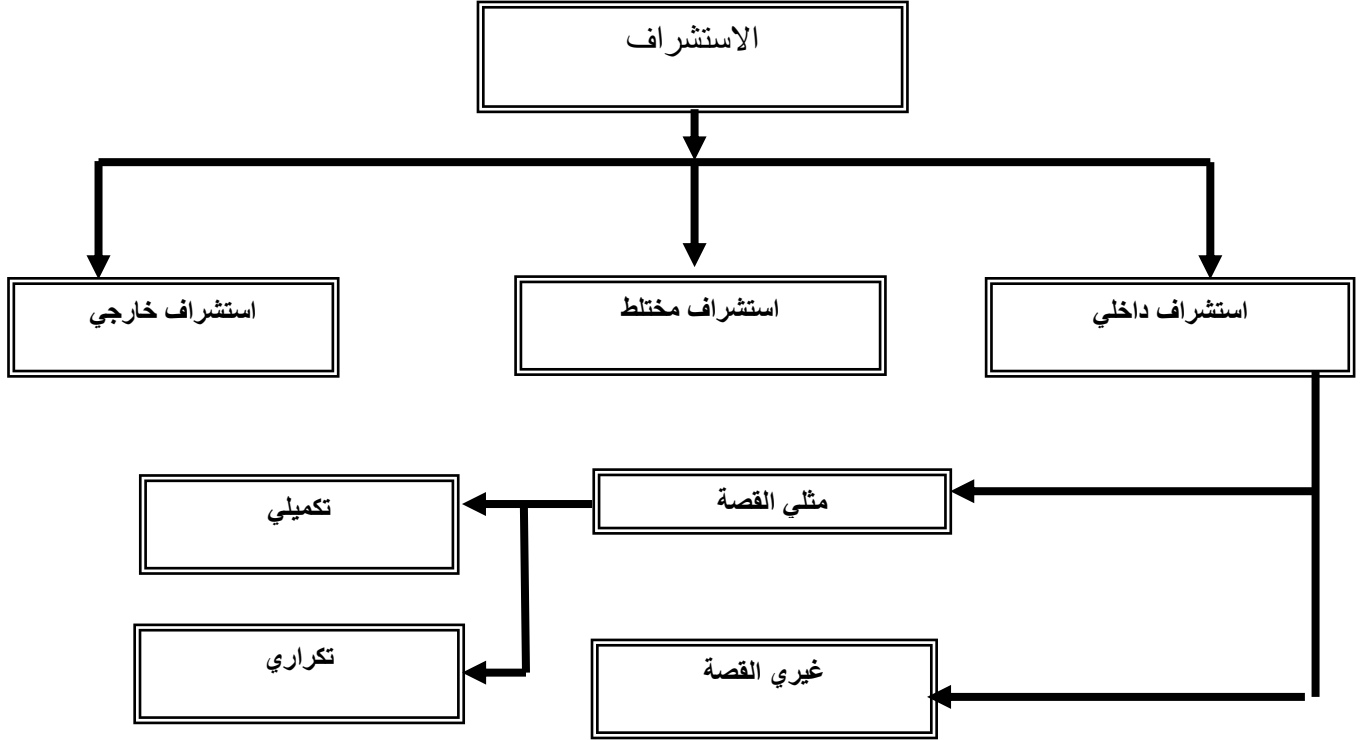 الاستشراف
استشراف داخلي
استشراف مختلط
استشراف خارجي
مثلي القصة
تكميلي
غيري القصة
تكراري